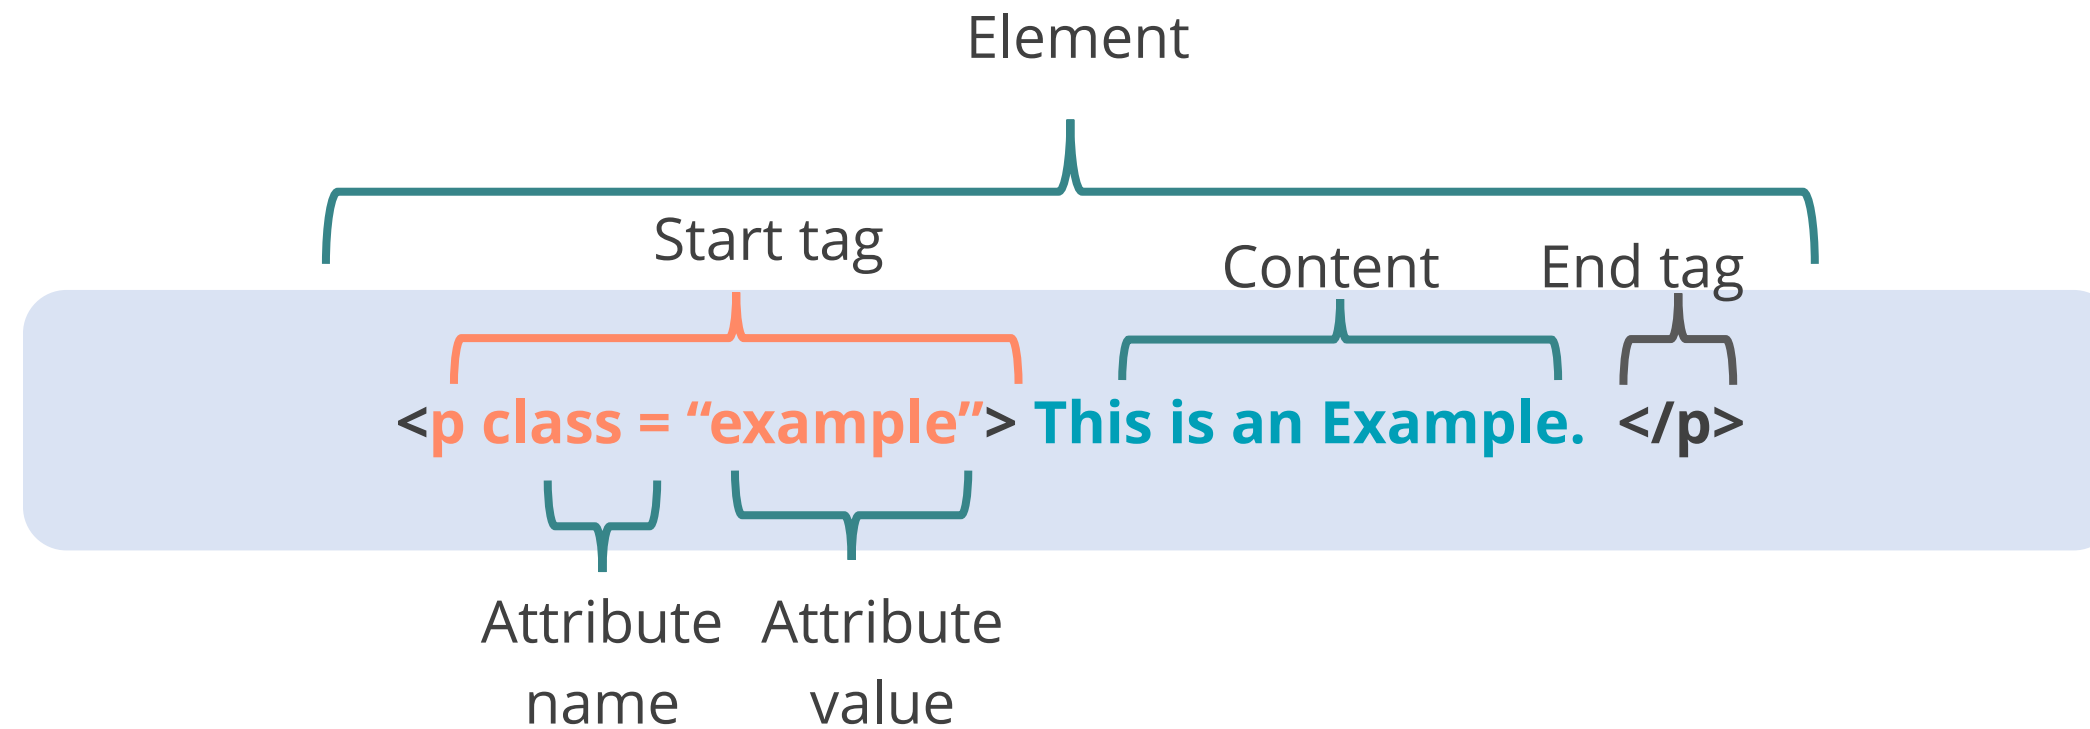 Element
Start tag
Content
End tag
<p class = “example”> This is an Example. </p>
Attribute name
Attribute value